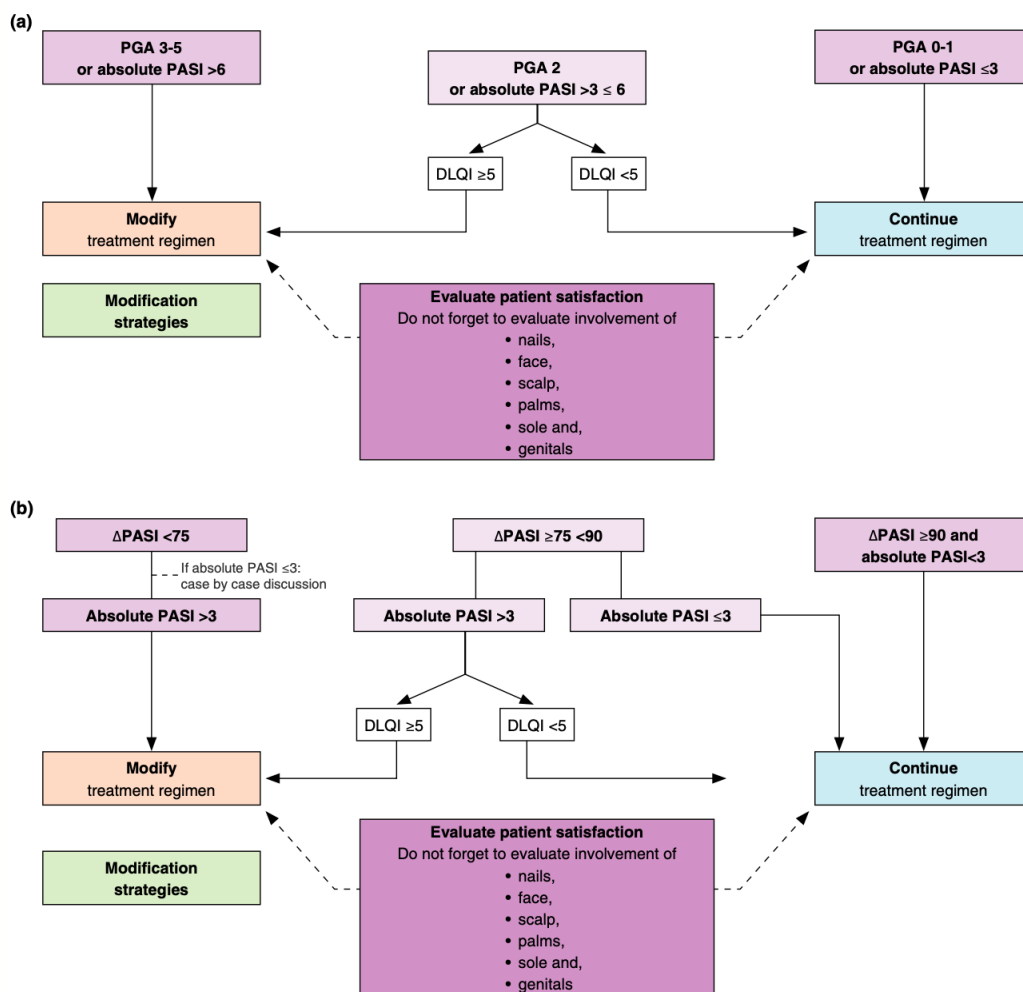 (a)
PGA 3-5
or absolute PASI >6
PGA 2
or absolute PASI >3 ≤ 6
PGA 0-1
or absolute PASI ≤3
DLQI ≥5
DLQI <5
Modify
treatment regimen
Continue
treatment regimen
Modification
strategies
Evaluate patient satisfaction
Do not forget to evaluate involvement of
• nails,
• face,
• scalp,
• palms,
• sole and,
• genitals
(b)
ΔPASI <75
ΔPASI ≥75 <90
ΔPASI ≥90 and
absolute PASI<3
If absolute PASI ≤3:
case by case discussion
Absolute PASI >3
Absolute PASI >3
Absolute PASI ≤3
DLQI ≥5
DLQI <5
Modify
treatment regimen
Continue
treatment regimen
Modification
strategies
Evaluate patient satisfaction
Do not forget to evaluate involvement of
• nails,
• face,
• scalp,
• palms,
• sole and,
• genitals